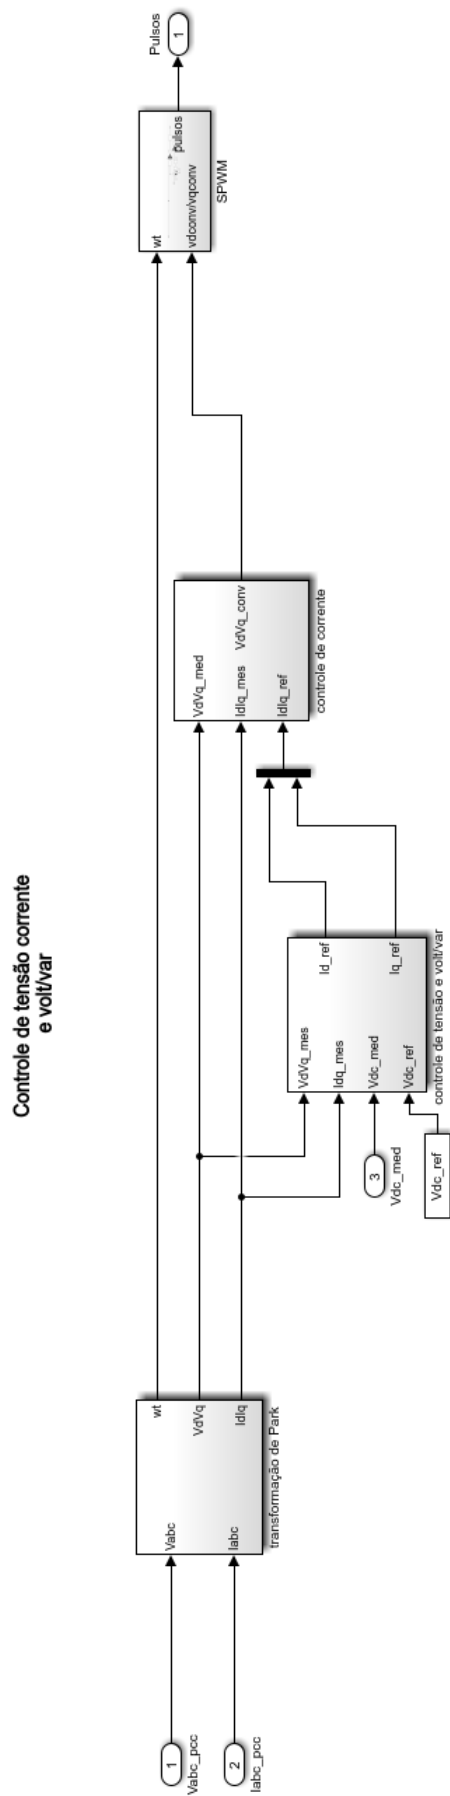 Controle de tensão corrente
e volt/var
1
Vabc_pcc
2
Iabc_pcc
Vabc
Iabc
wt
VdVq
IdIq
transformação de Park
3
Vdc_med
Vdc_ref
VdVq_mes
Idq_mes
Vdc_med
Vdc_ref
Id_ref
Iq_ref
controle de tensão e volt/var
VdVq_med
IdIq_mes
IdIq_ref
VdVq_conv
controle de corrente
wt
vdconv/vqconv
pulsos
SPWM
Pulsos
1